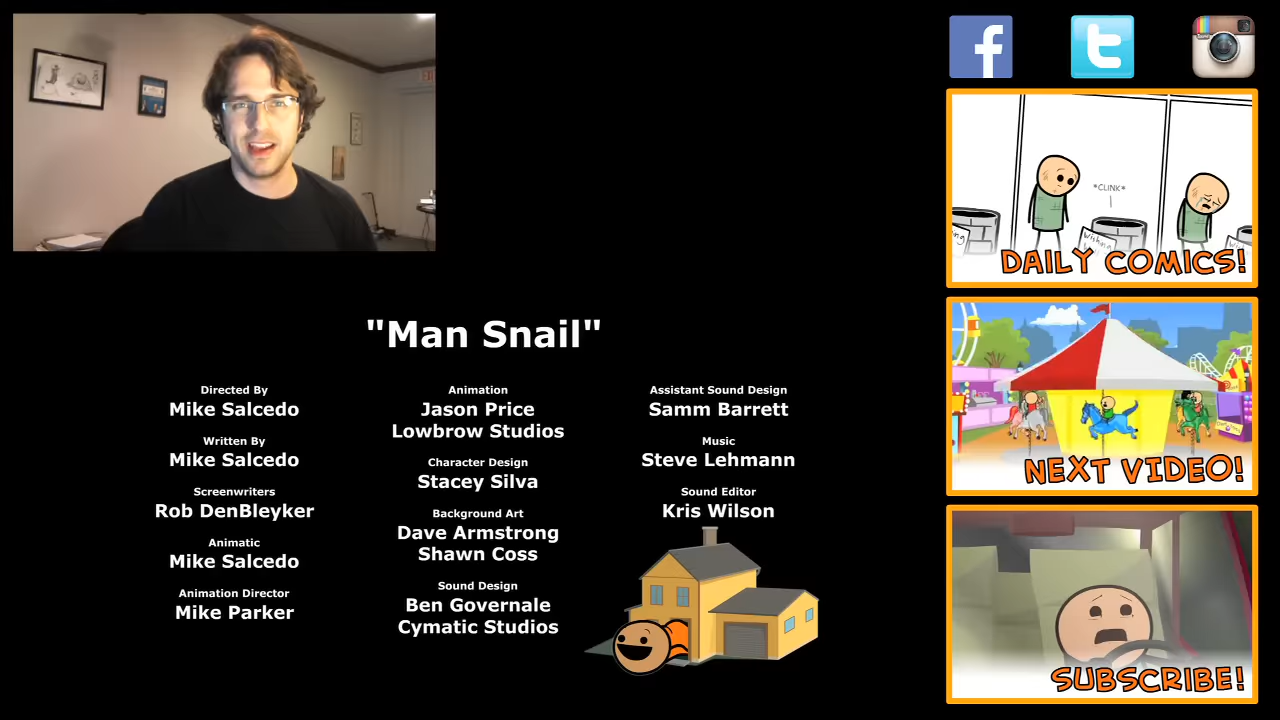 *CLINK*
ng
Wishing
Wish
DAILY COMICS!
"Man Snail"
Directed By
Mike Salcedo
Written By
Mike Salcedo
Screenwriters
Rob DenBleyker
Animatic
Mike Salcedo
Animation Director
Mike Parker
Animation
Jason Price
Lowbrow Studios
Character Design
Stacey Silva
Background Art
Dave Armstrong
Shawn Coss
Sound Design
Ben Governale
Cymatic Studios
Assistant Sound Design
Samm Barrett
Music
Steve Lehmann
Sound Editor
Kris Wilson
NEXT VIDEO!
SUBSCRIBE!